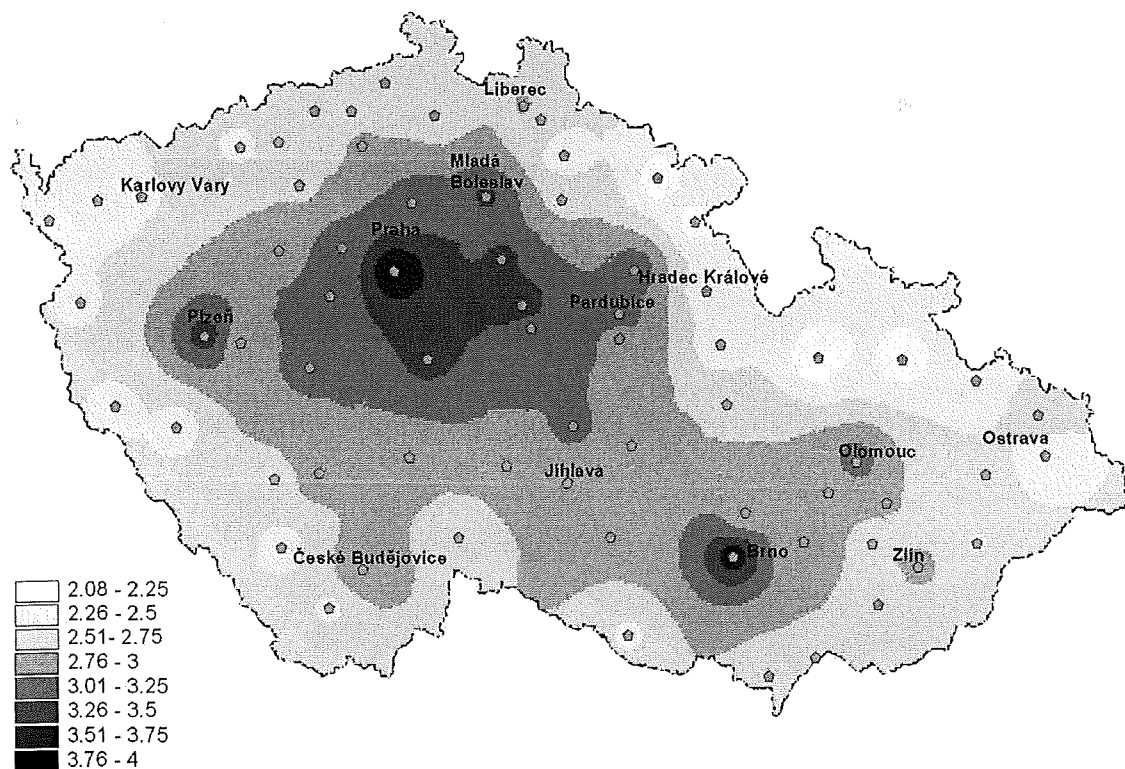 Liberec
Mladá
Boleslav
Karlovy Vary
Praha
Hradec Králové
Pardubice
Plzeň
Ostrava
Olomouc
Jihlava
Brno
Zlín
České Budějovice
2.08 - 2.25
2.26 - 2.5
2.51- 2.75
2.76 - 3
3.01 - 3.25
3.26 - 3.5
3.51 - 3.75
3.76 - 4